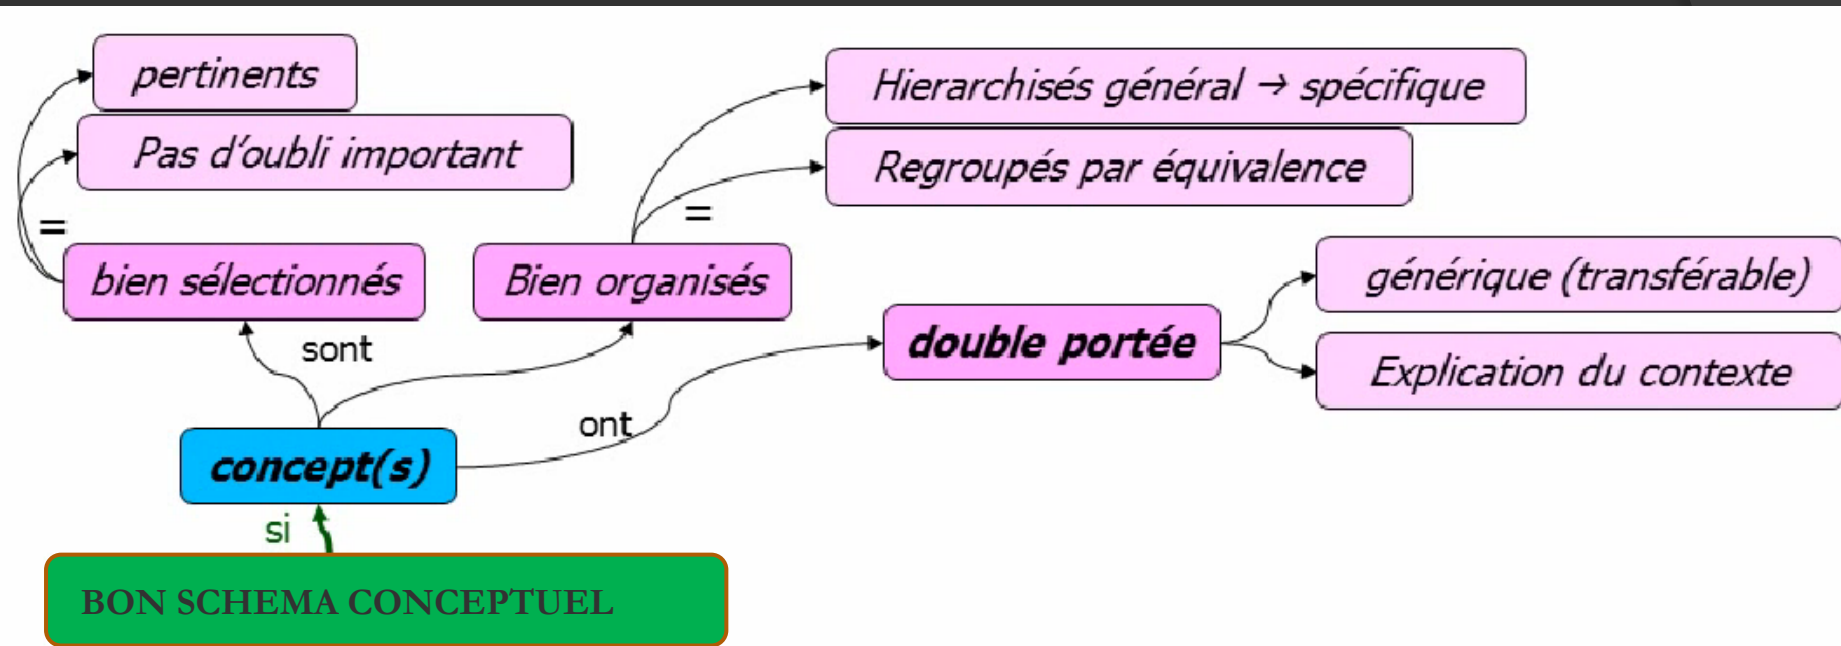 pertinents
Pas d'oubli important
=
bien sélectionnés
Hierarchisés général → spécifique
Regroupés par équivalence
=
Bien organisés
générique (transférable)
double portée
Explication du contexte
sont
ont
concept(s)
si
BON SCHEMA CONCEPTUEL